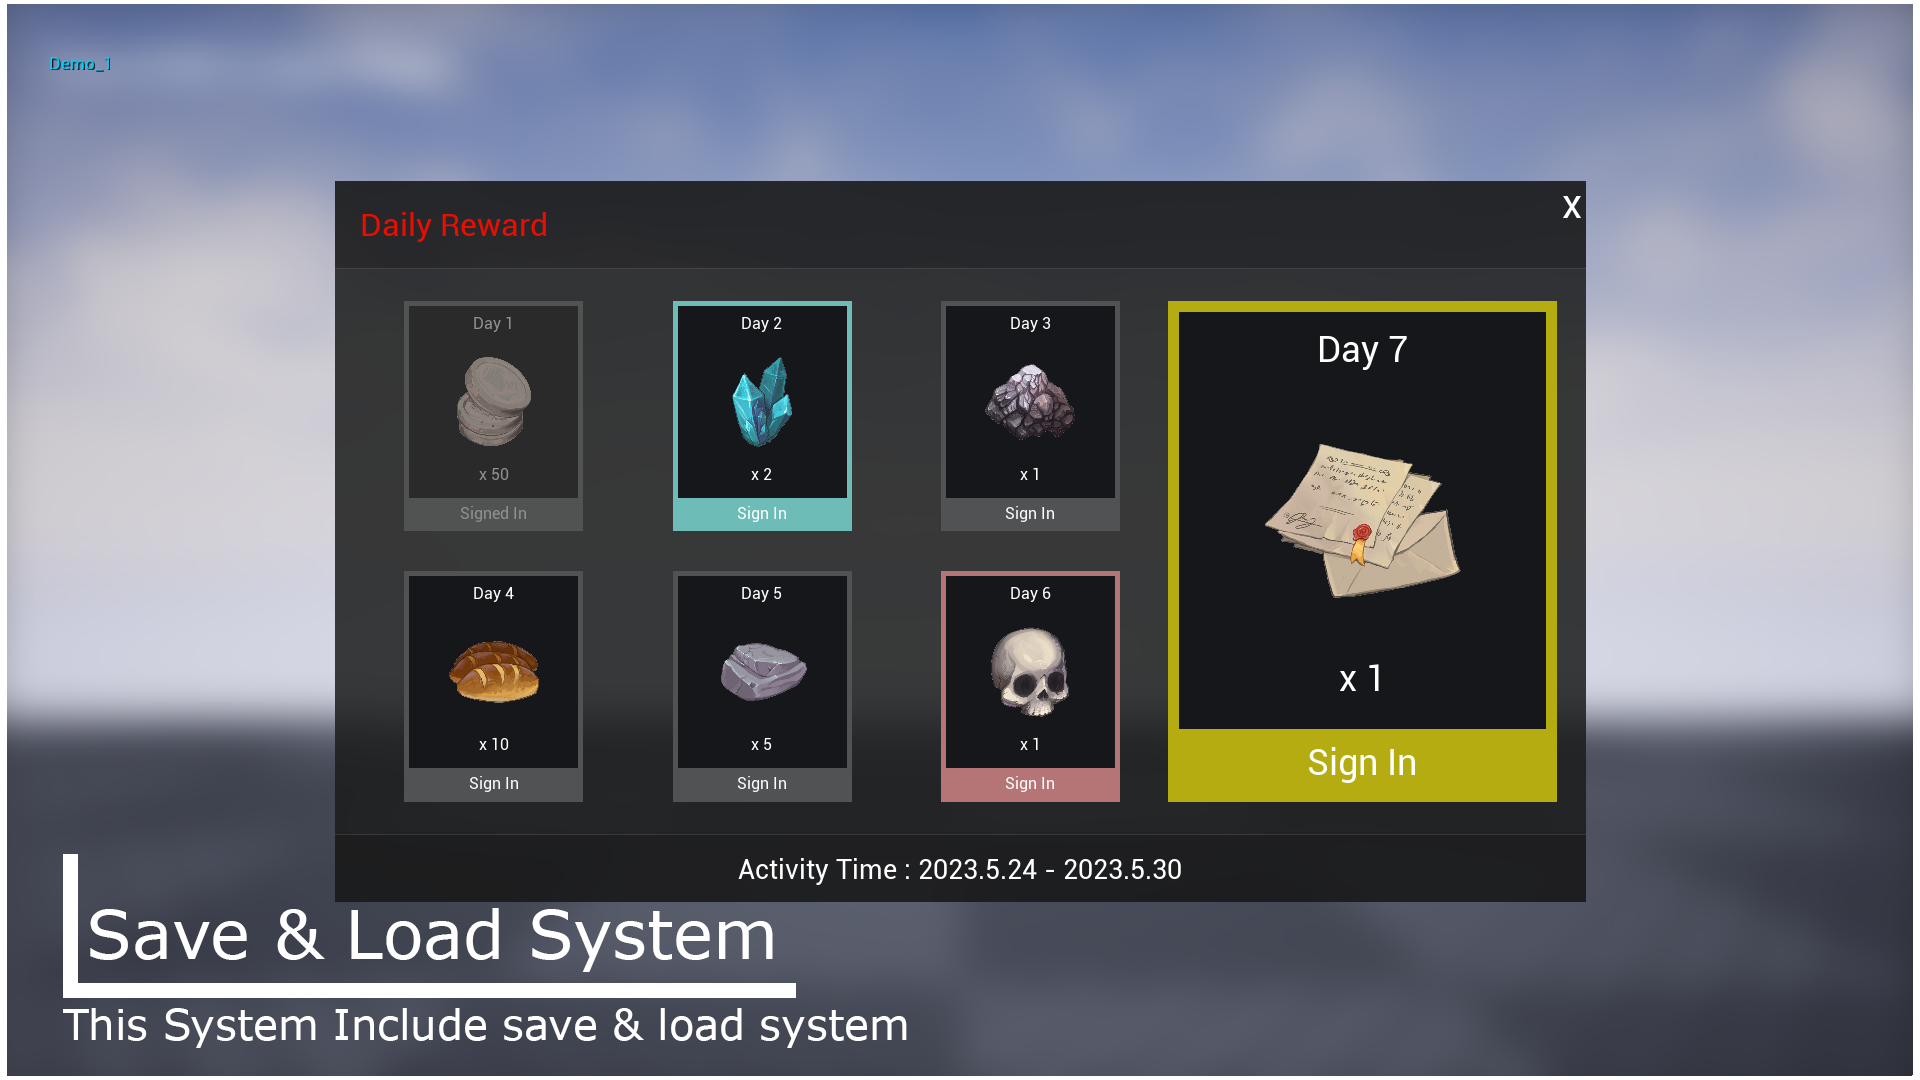 Demo_1
Daily Reward
X
Day 1
x 50
Signed In
Day 2
x 2
Sign In
Day 3
x 1
Sign In
Day 4
x 10
Sign In
Day 5
x 5
Sign In
Day 6
x 1
Sign In
Day 7
x 1
Sign In
Activity Time : 2023.5.24 - 2023.5.30
Save & Load System
This System Include save & load system